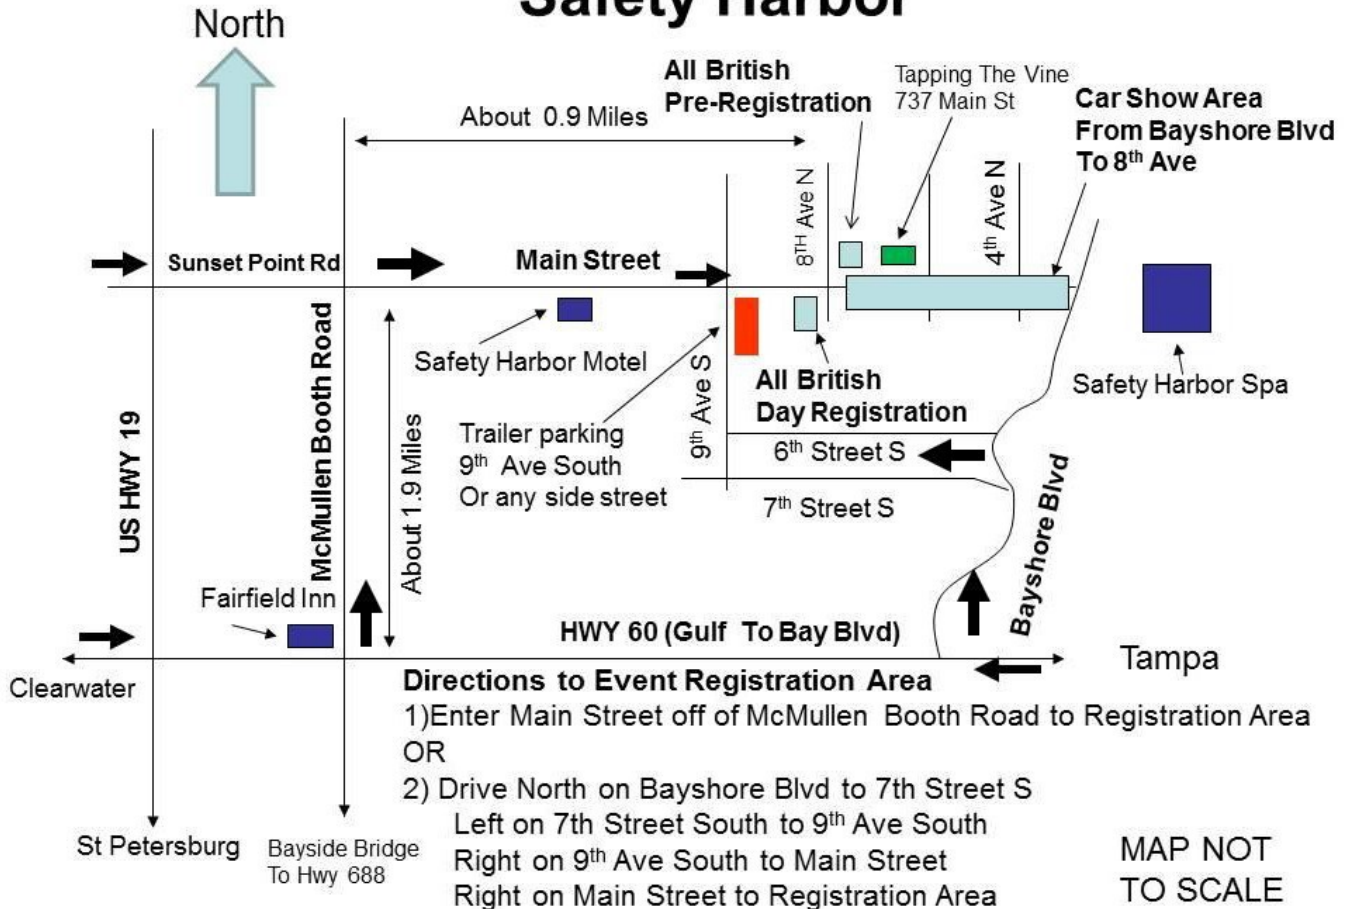 Safety Harbor
North
All British
Pre-Registration
Tapping The Vine
737 Main St
Car Show Area
From Bayshore Blvd
To 8th Ave
About 0.9 Miles
8TH Ave N
4th Ave N
Sunset Point Rd
Main Street
Safety Harbor Motel
Safety Harbor Spa
All British
Day Registration
9th Ave S
Trailer parking
9th Ave South
Or any side street
6th Street S
7th Street S
US HWY 19
McMullen Booth Road
About 1.9 Miles
Bayshore Blvd
Fairfield Inn
HWY 60 (Gulf To Bay Blvd)
Clearwater
Tampa
Directions to Event Registration Area
1)Enter Main Street off of McMullen Booth Road to Registration Area
OR
2) Drive North on Bayshore Blvd to 7th Street S
Left on 7th Street South to 9th Ave South
Right on 9th Ave South to Main Street
Right on Main Street to Registration Area
St Petersburg
Bayside Bridge
To Hwy 688
MAP NOT
TO SCALE